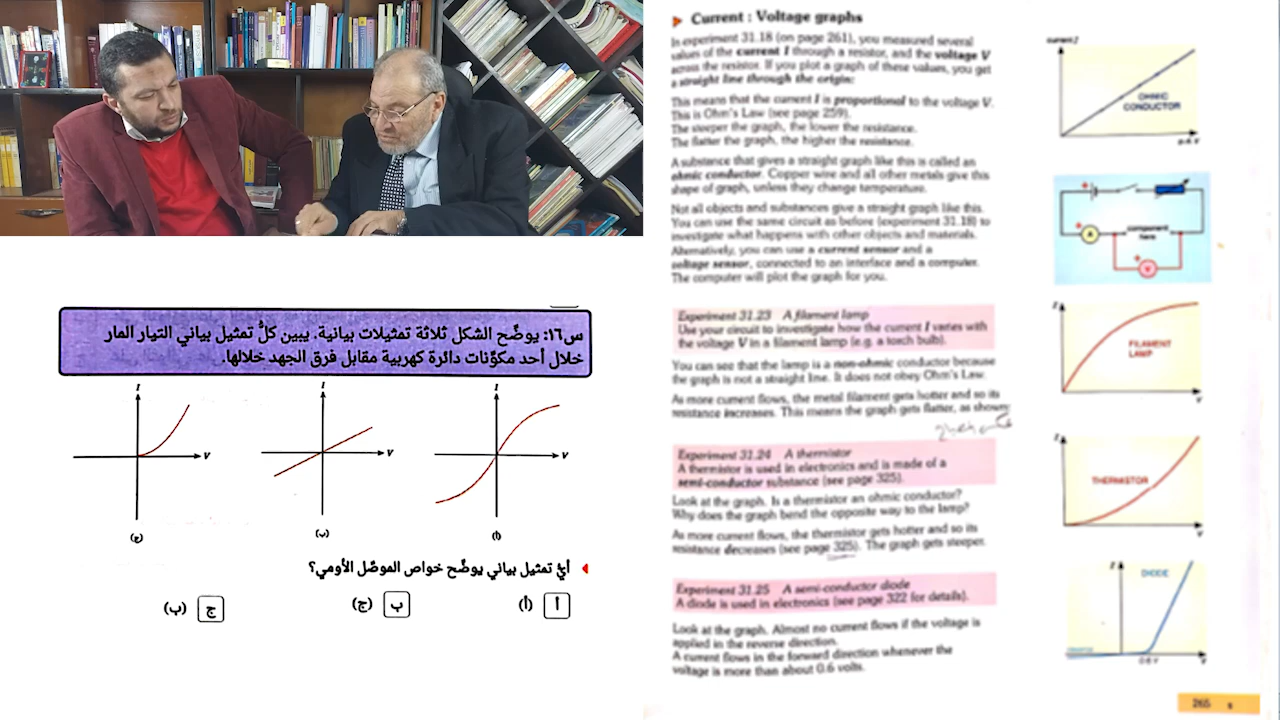 س١٦: يوضِّح الشكل ثلاثة تمثيلات بيانية. يبين كلُّ تمثيل بياني التيار المار
خلال أحد مكوِّنات دائرة كهربية مقابل فرق الجهد خلالها.
I
V
(ج)
I
V
(ب)
I
V
(أ)
أيُّ تمثيل بياني يوضِّح خواص الموصِّل الأومي؟
أ (أ)
ب (ج)
ج (ب)
Current : Voltage graphs
In experiment 31.18 (on page 261), you measured several
values of the current I through a resistor, and the voltage V
across the resistor. If you plot a graph of these values, you get
a straight line through the origin:
This means that the current I is proportional to the voltage V.
This is Ohm's Law (see page 259).
The steeper the graph, the lower the resistance.
The flatter the graph, the higher the resistance.
A substance that gives a straight graph like this is called an
ohmic conductor. Copper wire and all other metals give this
shape of graph, unless they change temperature.
Not all objects and substances give a straight graph like this.
You can use the same circuit as before (experiment 31.18) to
investigate what happens with other objects and materials.
Alternatively, you can use a current sensor and a
voltage sensor, connected to an interface and a computer.
The computer will plot the graph for you.
Experiment 31.23 A filament lamp
Use your circuit to investigate how the current I varies with
the voltage V in a filament lamp (e.g. a torch bulb).
You can see that the lamp is a non-ohmic conductor because
the graph is not a straight line. It does not obey Ohm's Law.
As more current flows, the metal filament gets hotter and so its
resistance increases. This means the graph gets flatter, as shown:
Experiment 31.24 A thermistor
A thermistor is used in electronics and is made of a
semi-conductor substance (see page 325).
Look at the graph. Is a thermistor an ohmic conductor?
Why does the graph bend the opposite way to the lamp?
As more current flows, the thermistor gets hotter and so its
resistance decreases (see page 325). The graph gets steeper.
Experiment 31.25 A semi-conductor diode
A diode is used in electronics (see page 322 for details).
Look at the graph. Almost no current flows if the voltage is
applied in the reverse direction.
A current flows in the forward direction whenever the
voltage is more than about 0.6 volts.
current I
OHMIC
CONDUCTOR
p.d. V
component
here
A
V
I
FILAMENT
LAMP
V
I
THERMISTOR
V
I
DIODE
0.6 V
V
265